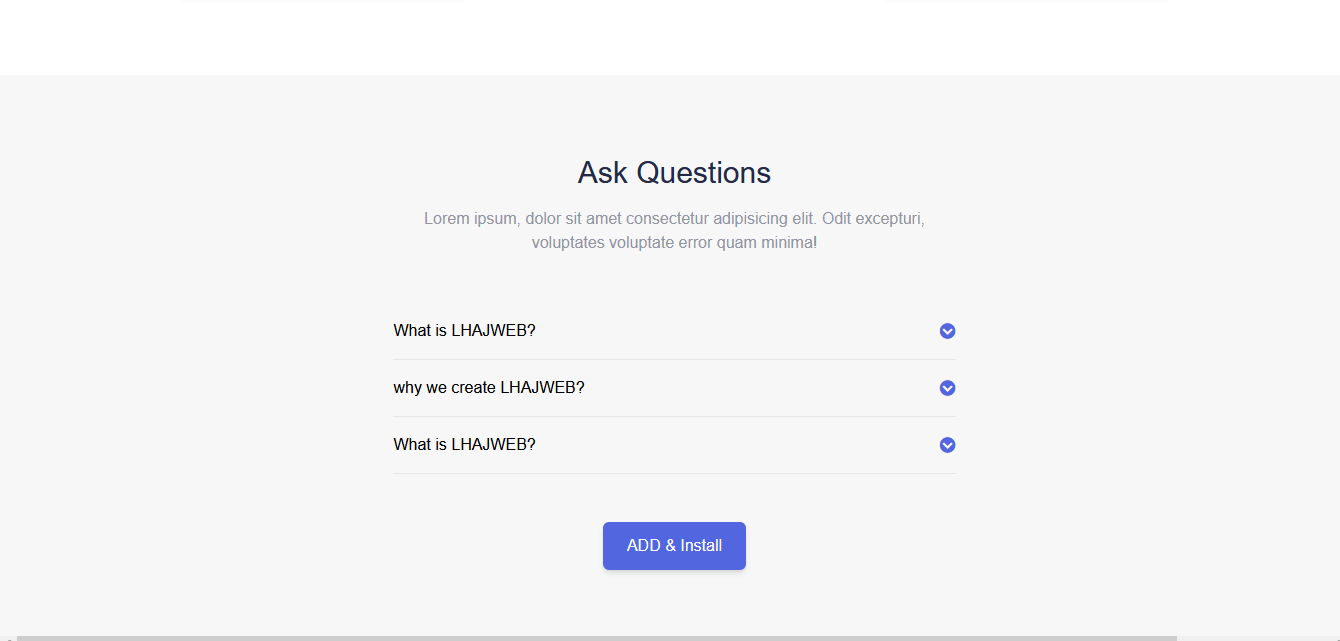 Ask Questions
Lorem ipsum, dolor sit amet consectetur adipisicing elit. Odit excepturi,
voluptates voluptate error quam minima!
What is LHAJWEB?
why we create LHAJWEB?
What is LHAJWEB?
ADD & Install